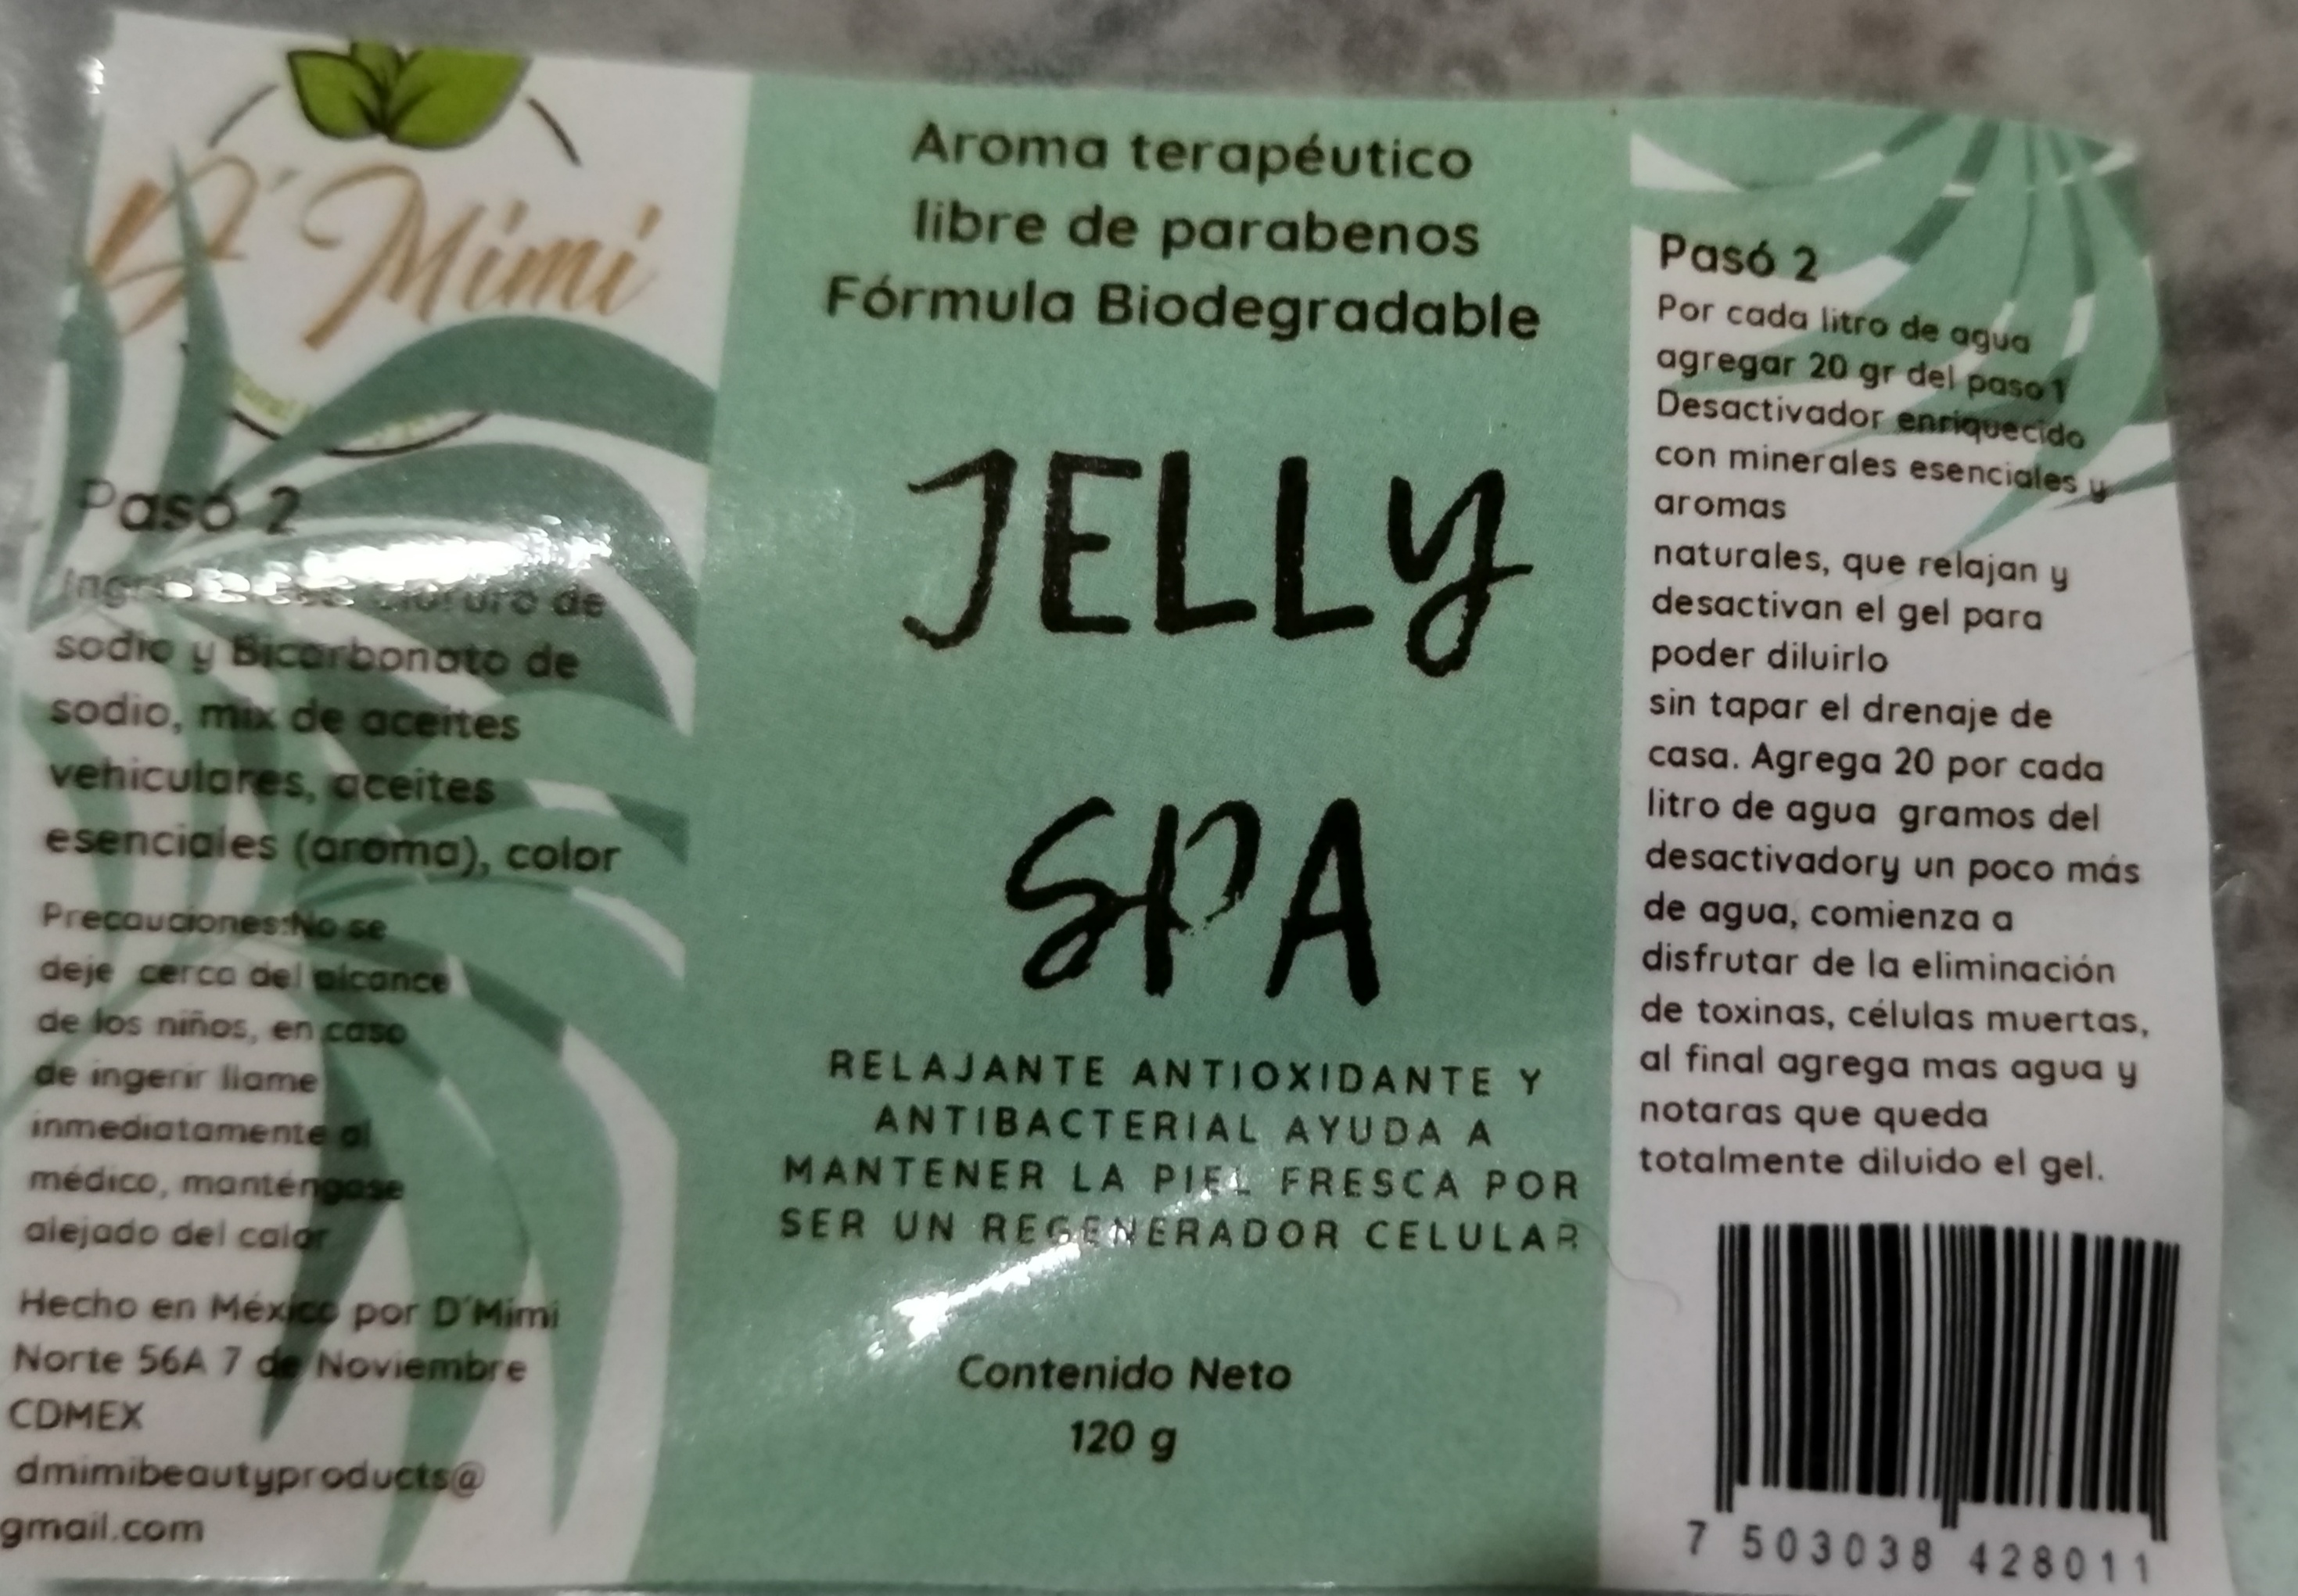 D´Mimi
Pasó 2
Cloruro de
sodio y Bicarbonato de
sodio, mix de aceites
vehiculares, aceites
esenciales (aroma), color
Precauciones:No se
deje cerca del alcance
de los niños, en caso
de ingerir llame
inmediatamente al
médico, manténgase
alejado del calor
Hecho en México por D´Mimi
Norte 56A 7 de Noviembre
CDMEX
dmimibeautyproducts@
gmail.com
Aroma terapéutico
libre de parabenos
Fórmula Biodegradable
JELLY
SPA
RELAJANTE ANTIOXIDANTE Y
ANTIBACTERIAL AYUDA A
MANTENER LA PIEL FRESCA POR
SER UN REGENERADOR CELULAR
Contenido Neto
120 g
Pasó 2
Por cada litro de agua
agregar 20 gr del paso 1
Desactivador enriquecido
con minerales esenciales y
aromas
naturales, que relajan y
desactivan el gel para
poder diluirlo
sin tapar el drenaje de
casa. Agrega 20 por cada
litro de agua gramos del
desactivadory un poco más
de agua, comienza a
disfrutar de la eliminación
de toxinas, células muertas,
al final agrega mas agua y
notaras que queda
totalmente diluido el gel.
7 503038 428011